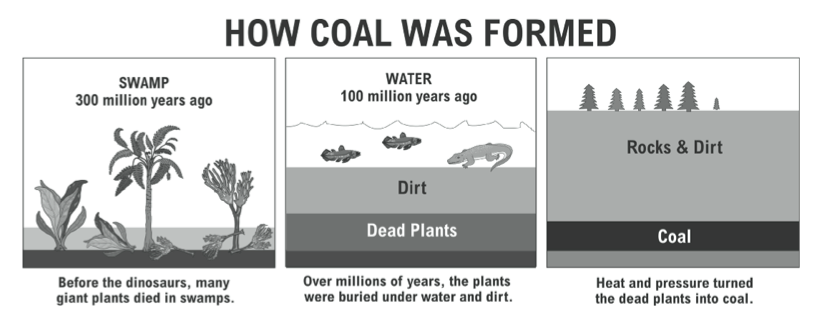 HOW COAL WAS FORMED
SWAMP
300 million years ago
Before the dinosaurs, many
giant plants died in swamps.
WATER
100 million years ago
Dirt
Dead Plants
Over millions of years, the plants
were buried under water and dirt.
Rocks & Dirt
Coal
Heat and pressure turned
the dead plants into coal.